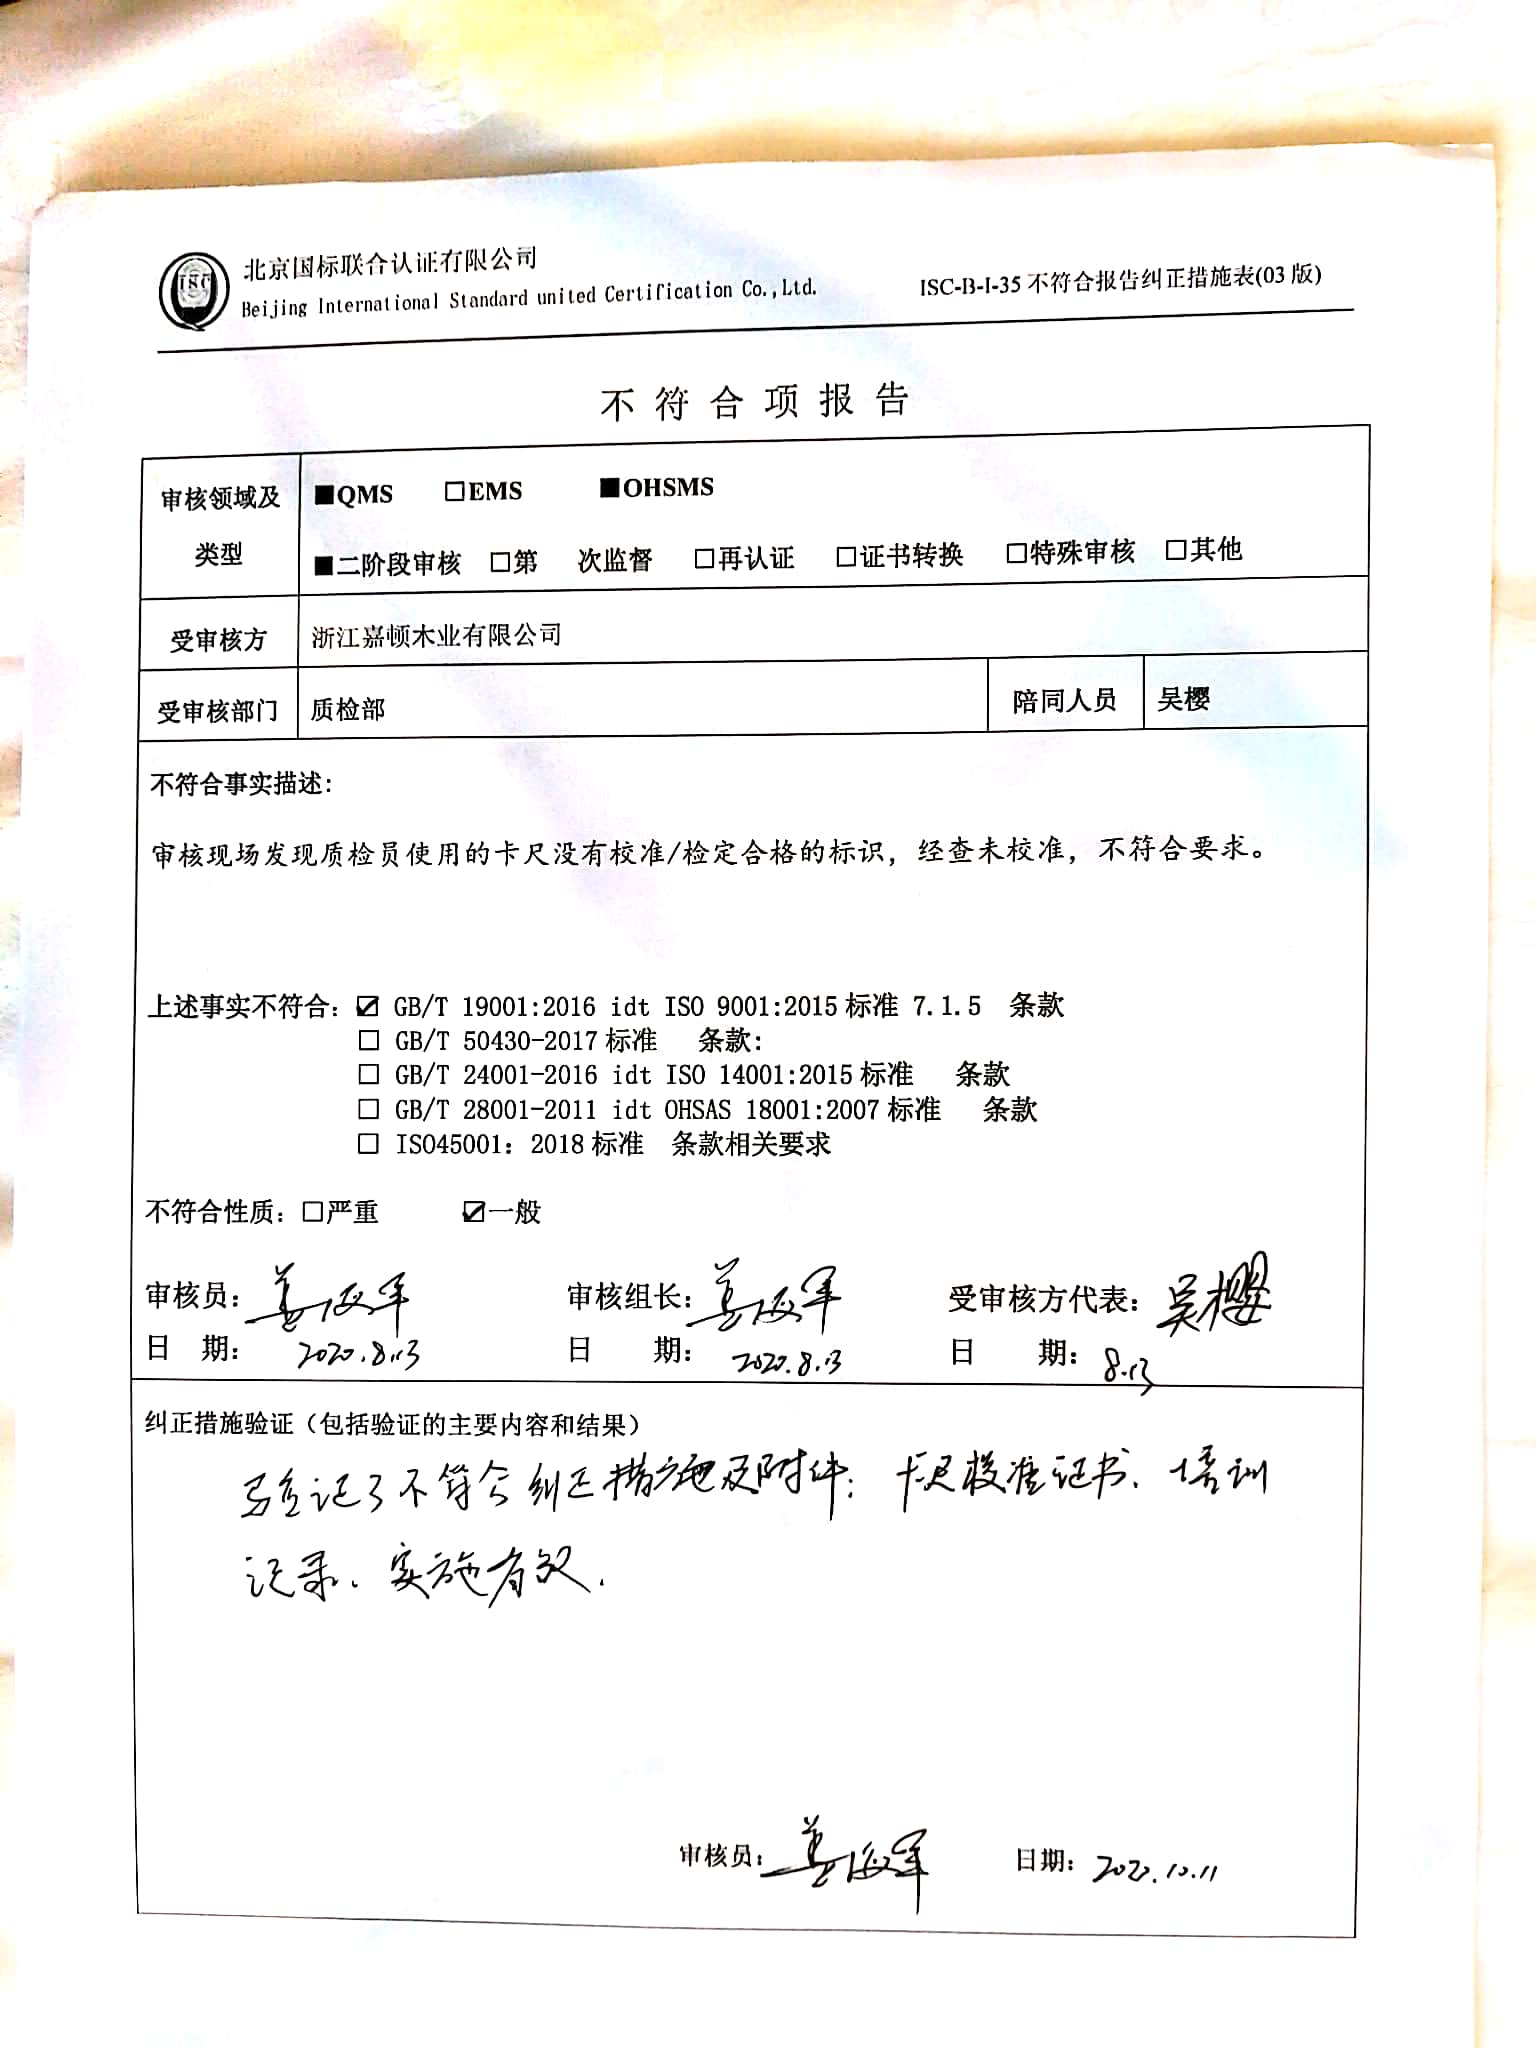 ISC
北京国标联合认证有限公司
Beijing International Standard united Certification Co.,Ltd.
ISC-B-I-35 不符合报告纠正措施表(03 版)
不符合项报告
审核领域及类型
■QMS □EMS ■OHSMS
■二阶段审核 □第 次监督 □再认证 □证书转换 □特殊审核 □其他
受审核方 浙江嘉顿木业有限公司
受审核部门 质检部 陪同人员 吴樱
不符合事实描述:
审核现场发现质检员使用的卡尺没有校准/检定合格的标识，经查未校准，不符合要求。
上述事实不符合: ☑ GB/T 19001:2016 idt ISO 9001:2015 标准 7.1.5 条款
□ GB/T 50430-2017 标准 条款:
□ GB/T 24001-2016 idt ISO 14001:2015 标准 条款
□ GB/T 28001-2011 idt OHSAS 18001:2007 标准 条款
□ ISO45001: 2018 标准 条款相关要求
不符合性质: □严重 ☑一般
审核员: 姜海军 审核组长: 姜海军 受审核方代表: 吴樱
日 期: 2020.8.13 日 期: 2020.8.13 日 期: 8.13
纠正措施验证（包括验证的主要内容和结果）
验证了不符合纠正措施及附件: 卡尺校准证书、培训
记录、实施有效.
审核员: 姜海军 日期: 2020.10.11